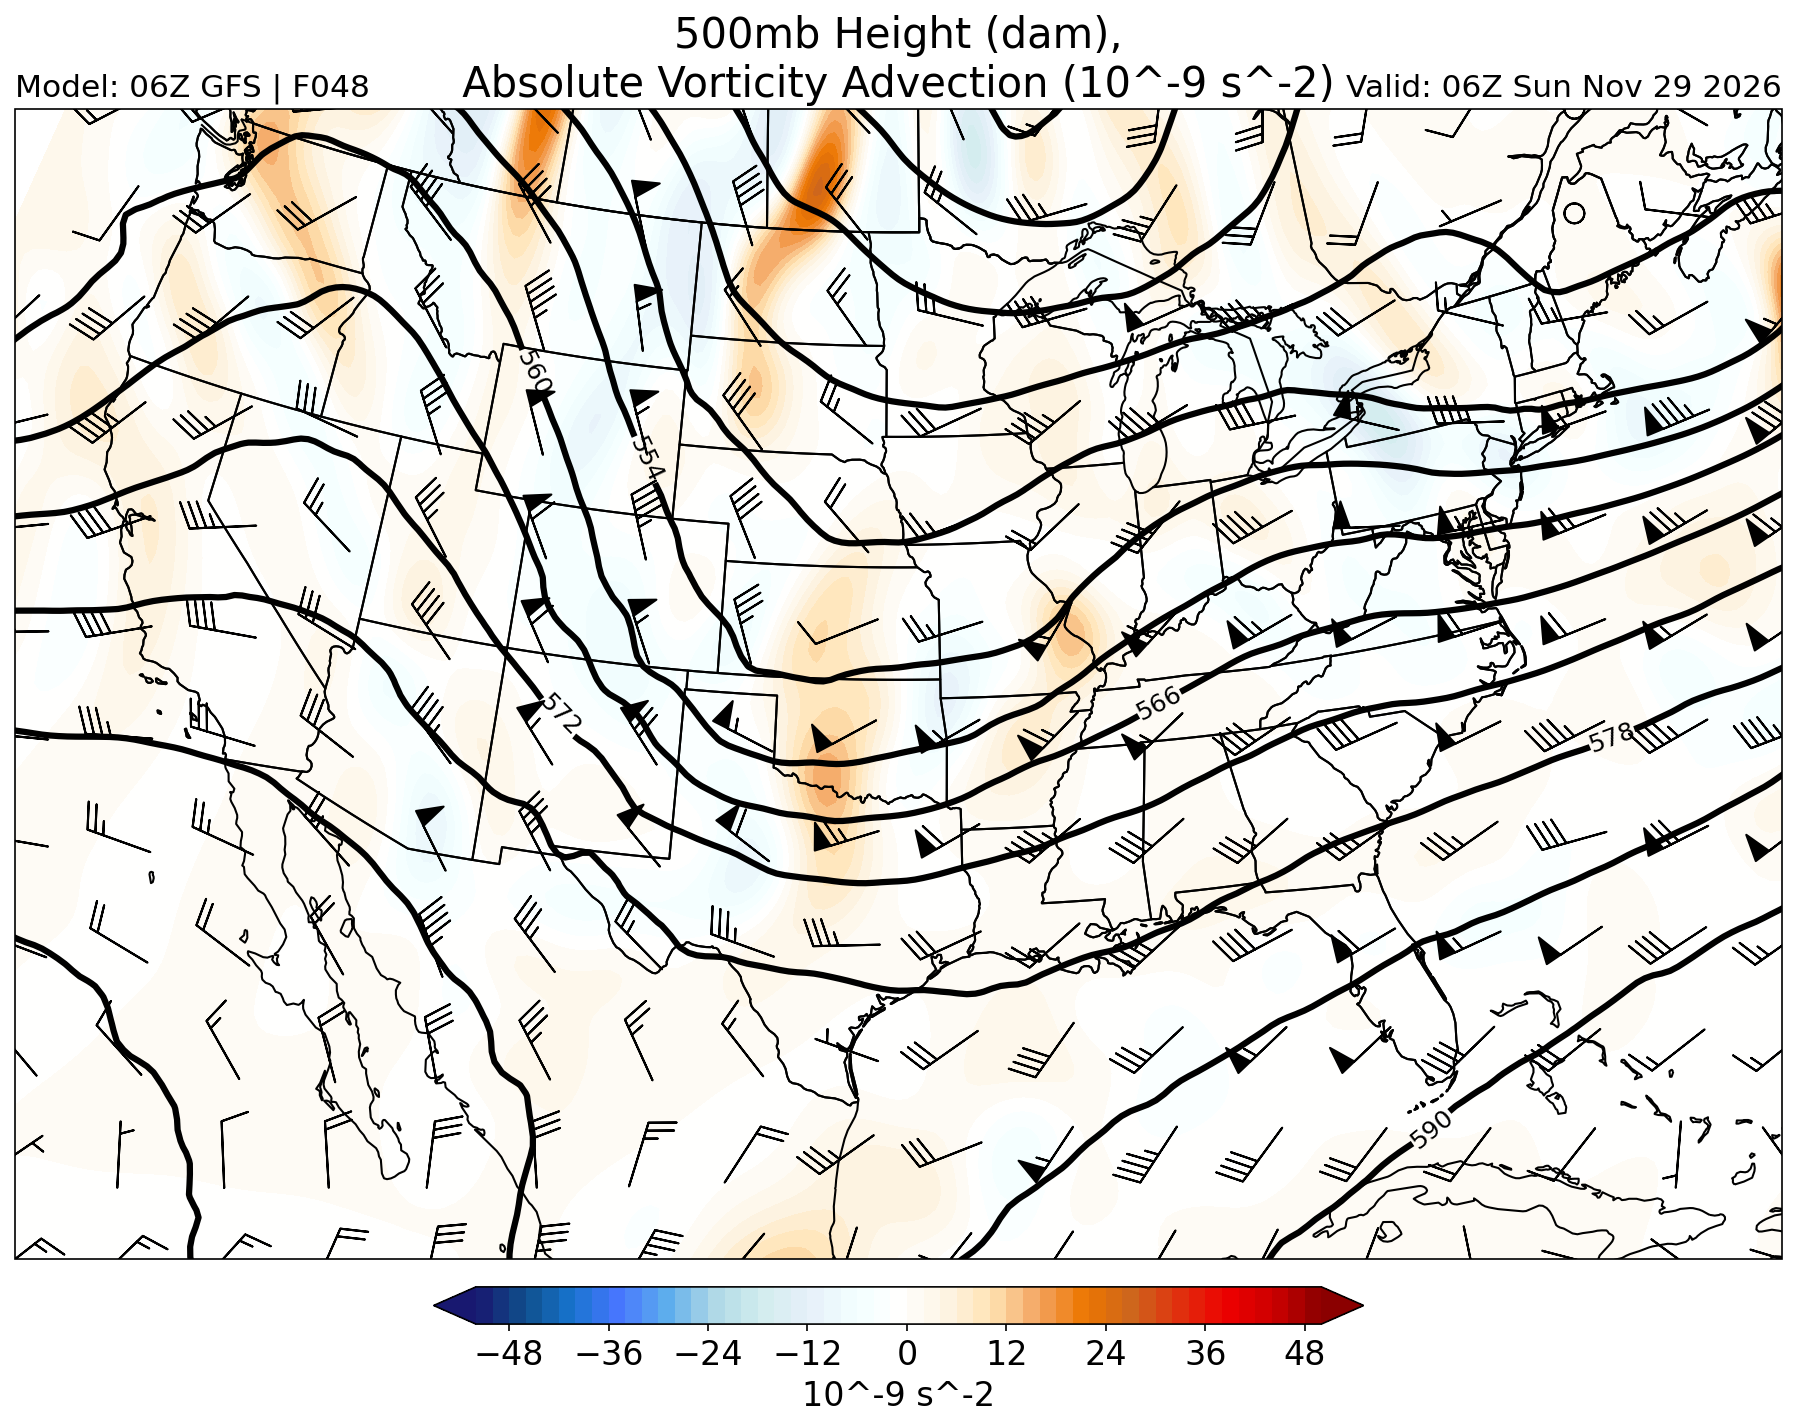 500mb Height (dam),
Model: 06Z GFS | F048 Absolute Vorticity Advection (10^-9 s^-2) Valid: 06Z Sun Nov 29 2026
560
554
572
566
578
590
−48 −36 −24 −12 0 12 24 36 48
10^-9 s^-2